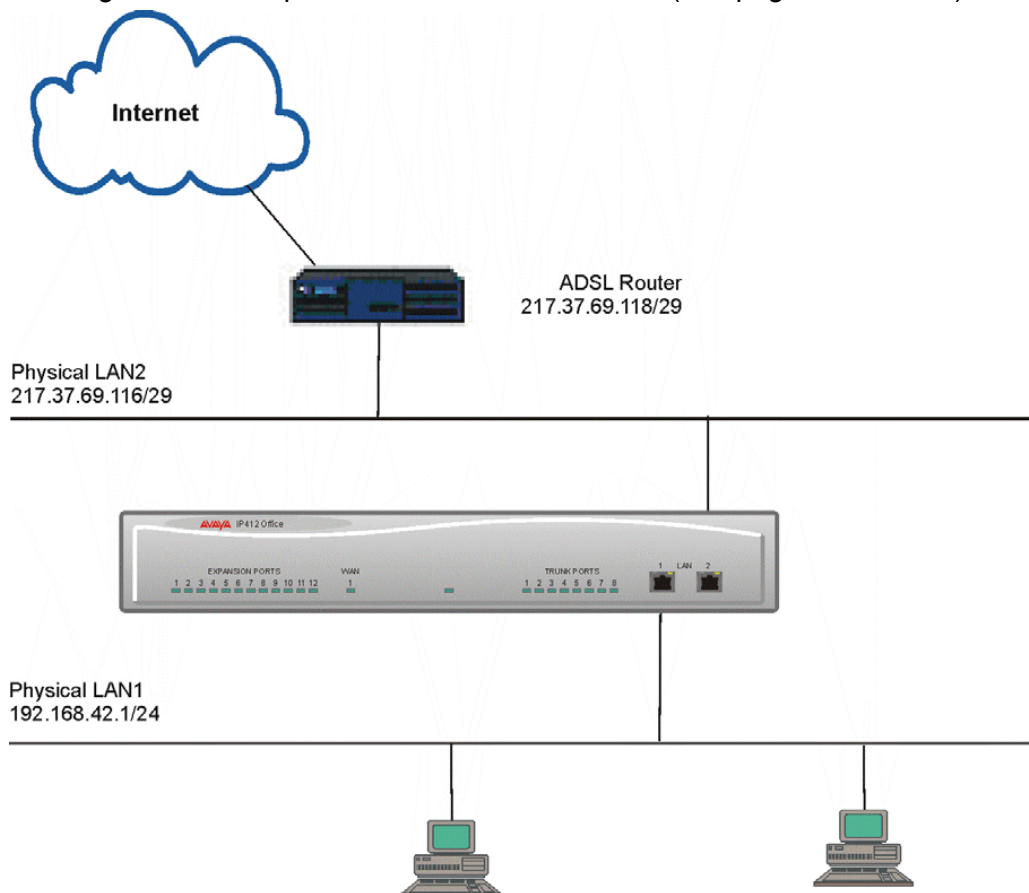 Internet
ADSL Router
217.37.69.118/29
Physical LAN2
217.37.69.116/29
AVAYA IP412 Office
EXPANSION PORTS WAN TRUNK PORTS 1 LAN 2
1 2 3 4 5 6 7 8 9 10 11 12 1 1 2 3 4 5 6 7 8
Physical LAN1
192.168.42.1/24